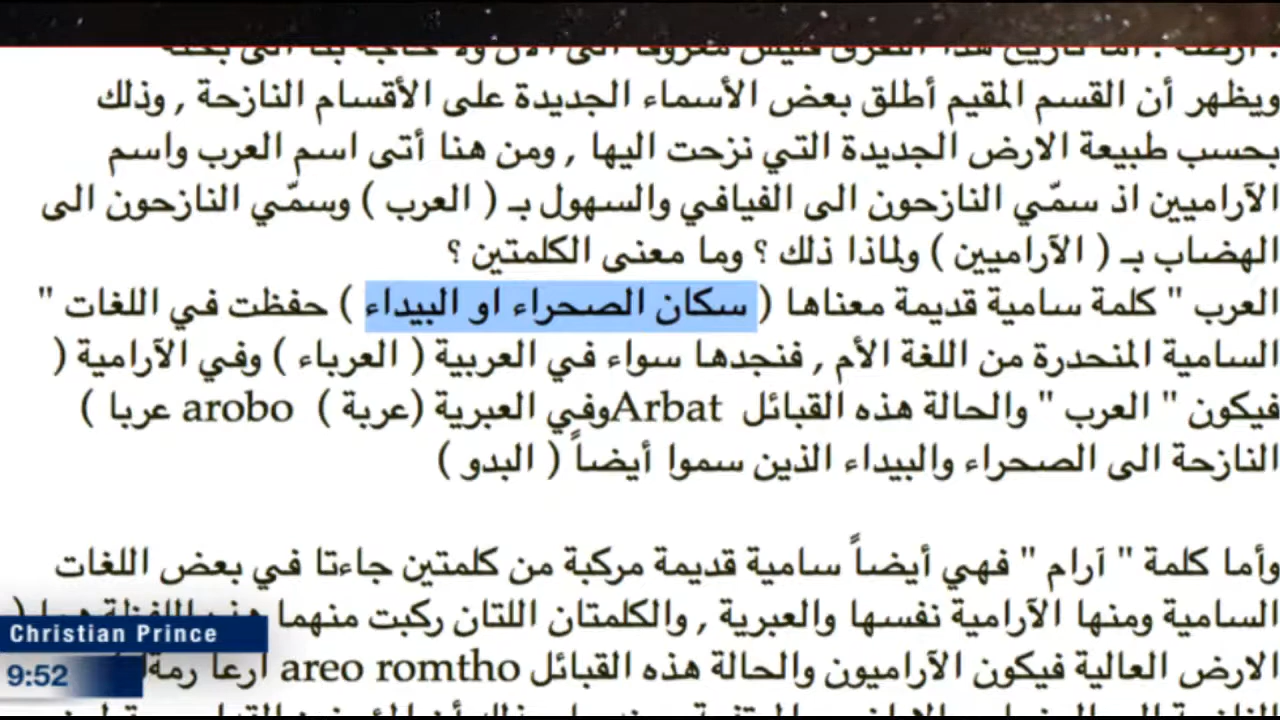 ويظهر أن القسم المقيم أطلق بعض الأسماء الجديدة على الأقسام النازحة , وذلك
بحسب طبيعة الارض الجديدة التي نزحت اليها , ومن هنا أتى اسم العرب واسم
الآراميين اذ سمّي النازحون الى الفيافي والسهول بـ ( العرب ) وسمّي النازحون الى
الهضاب بـ ( الآراميين ) ولماذا ذلك ؟ وما معنى الكلمتين ؟
العرب " كلمة سامية قديمة معناها ( سكان الصحراء او البيداء ) حفظت في اللغات "
السامية المنحدرة من اللغة الأم , فنجدها سواء في العربية ( العرباء ) وفي الآرامية (
فيكون " العرب " والحالة هذه القبائل Arbat وفي العبرية (عربة ) arobo عربا )
النازحة الى الصحراء والبيداء الذين سموا أيضاً ( البدو )
وأما كلمة " آرام " فهي أيضاً سامية قديمة مركبة من كلمتين جاءتا في بعض اللغات
السامية ومنها الآرامية نفسها والعبرية , والكلمتان اللتان ركبت منهما
الارض العالية فيكون الآراميون والحالة هذه القبائل areo romtho ارعا
Christian Prince
9:52